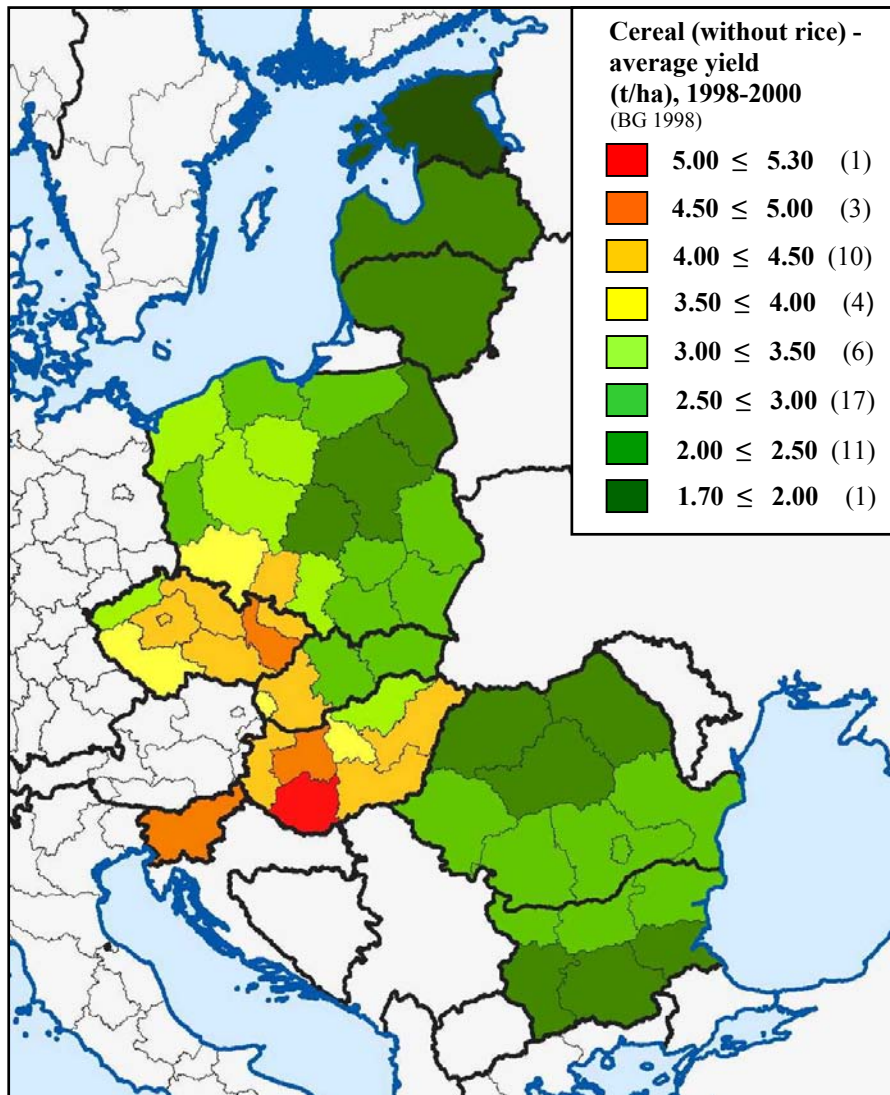 Cereal (without rice) -
average yield
(t/ha), 1998-2000
(BG 1998)
5.00 ≤ 5.30 (1)
4.50 ≤ 5.00 (3)
4.00 ≤ 4.50 (10)
3.50 ≤ 4.00 (4)
3.00 ≤ 3.50 (6)
2.50 ≤ 3.00 (17)
2.00 ≤ 2.50 (11)
1.70 ≤ 2.00 (1)